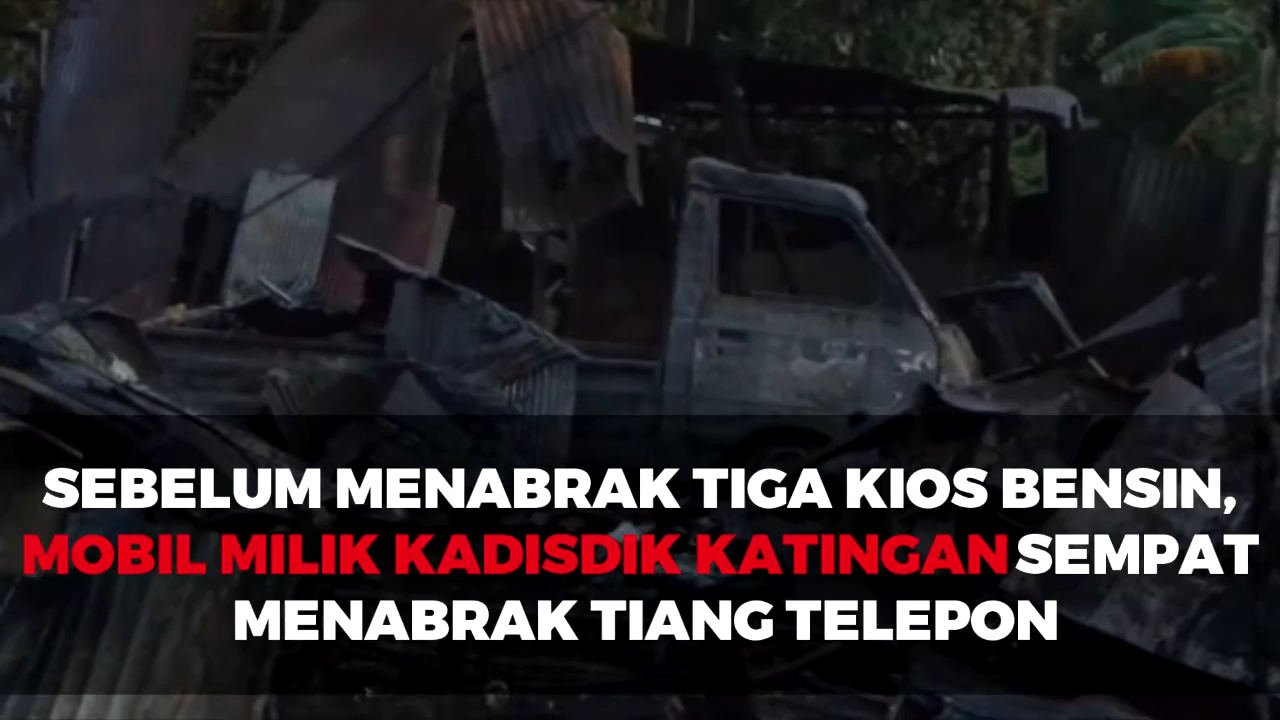 SEBELUM MENABRAK TIGA KIOS BENSIN,
MOBIL MILIK KADISDIK KATINGAN SEMPAT
MENABRAK TIANG TELEPON